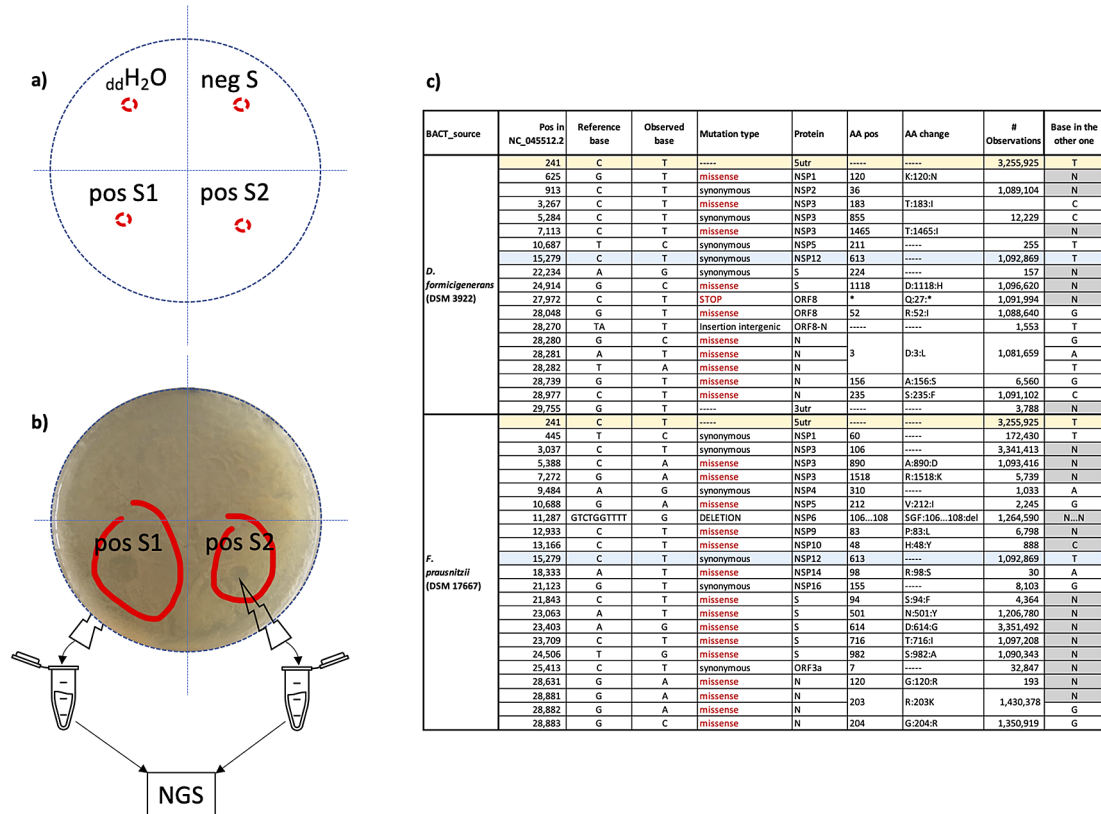 a)
ddH2O
neg S
pos S1
pos S2
b)
pos S1
pos S2
NGS
c)
BACT_source Pos in NC_045512.2 Reference base Observed base Mutation type Protein AA pos AA change # Observations Base in the other one
D. formicigenerans (DSM 3922)
241 C T ----- 5utr ----- ----- 3,255,925 T
625 G T missense NSP1 120 K:120:N N
913 C T synonymous NSP2 36 1,089,104 N
3,267 C T missense NSP3 183 T:183:I C
5,284 C T synonymous NSP3 855 12,229 C
7,113 C T missense NSP3 1465 T:1465:I N
10,687 T C synonymous NSP5 211 ----- 255 T
15,279 C T synonymous NSP12 613 ----- 1,092,869 T
22,234 A G synonymous S 224 ----- 157 N
24,914 G C missense S 1118 D:1118:H 1,096,620 N
27,972 C T STOP ORF8 * Q:27:* 1,091,994 N
28,048 G T missense ORF8 52 R:52:I 1,088,640 G
28,270 TA T Insertion intergenic ORF8-N ----- ----- 1,553 T
28,280 G C missense N 3 D:3:L 1,081,659 G
28,281 A T missense N A
28,282 T A missense N T
28,739 G T missense N 156 A:156:S 6,560 G
28,977 C T missense N 235 S:235:F 1,091,102 C
29,755 G T ----- 3utr ----- ----- 3,788 N
F. prausnitzii (DSM 17667)
241 C T ----- 5utr ----- ----- 3,255,925 T
445 T C synonymous NSP1 60 ----- 172,430 T
3,037 C T synonymous NSP3 106 ----- 3,341,413 N
5,388 C A missense NSP3 890 A:890:D 1,093,416 N
7,272 G A missense NSP3 1518 R:1518:K 5,739 N
9,484 A G synonymous NSP4 310 ----- 1,033 A
10,688 G A missense NSP5 212 V:212:I 2,245 G
11,287 GTCTGGTTTT G DELETION NSP6 106...108 SGF:106...108:del 1,264,590 N...N
12,933 C T missense NSP9 83 P:83:L 6,798 N
13,166 C T missense NSP10 48 H:48:Y 888 C
15,279 C T synonymous NSP12 613 ----- 1,092,869 T
18,333 A T missense NSP14 98 R:98:S 30 A
21,123 G T synonymous NSP16 155 ----- 8,103 G
21,843 C T missense S 94 S:94:F 4,364 N
23,063 A T missense S 501 N:501:Y 1,206,780 N
23,403 A G missense S 614 D:614:G 3,351,492 N
23,709 C T missense S 716 T:716:I 1,097,208 N
24,506 T G missense S 982 S:982:A 1,090,343 N
25,413 C T synonymous ORF3a 7 ----- 32,847 N
28,631 G A missense N 120 G:120:R 193 N
28,881 G A missense N 203 R:203K 1,430,378 N
28,882 G A missense N G
28,883 G C missense N 204 G:204:R 1,350,919 G